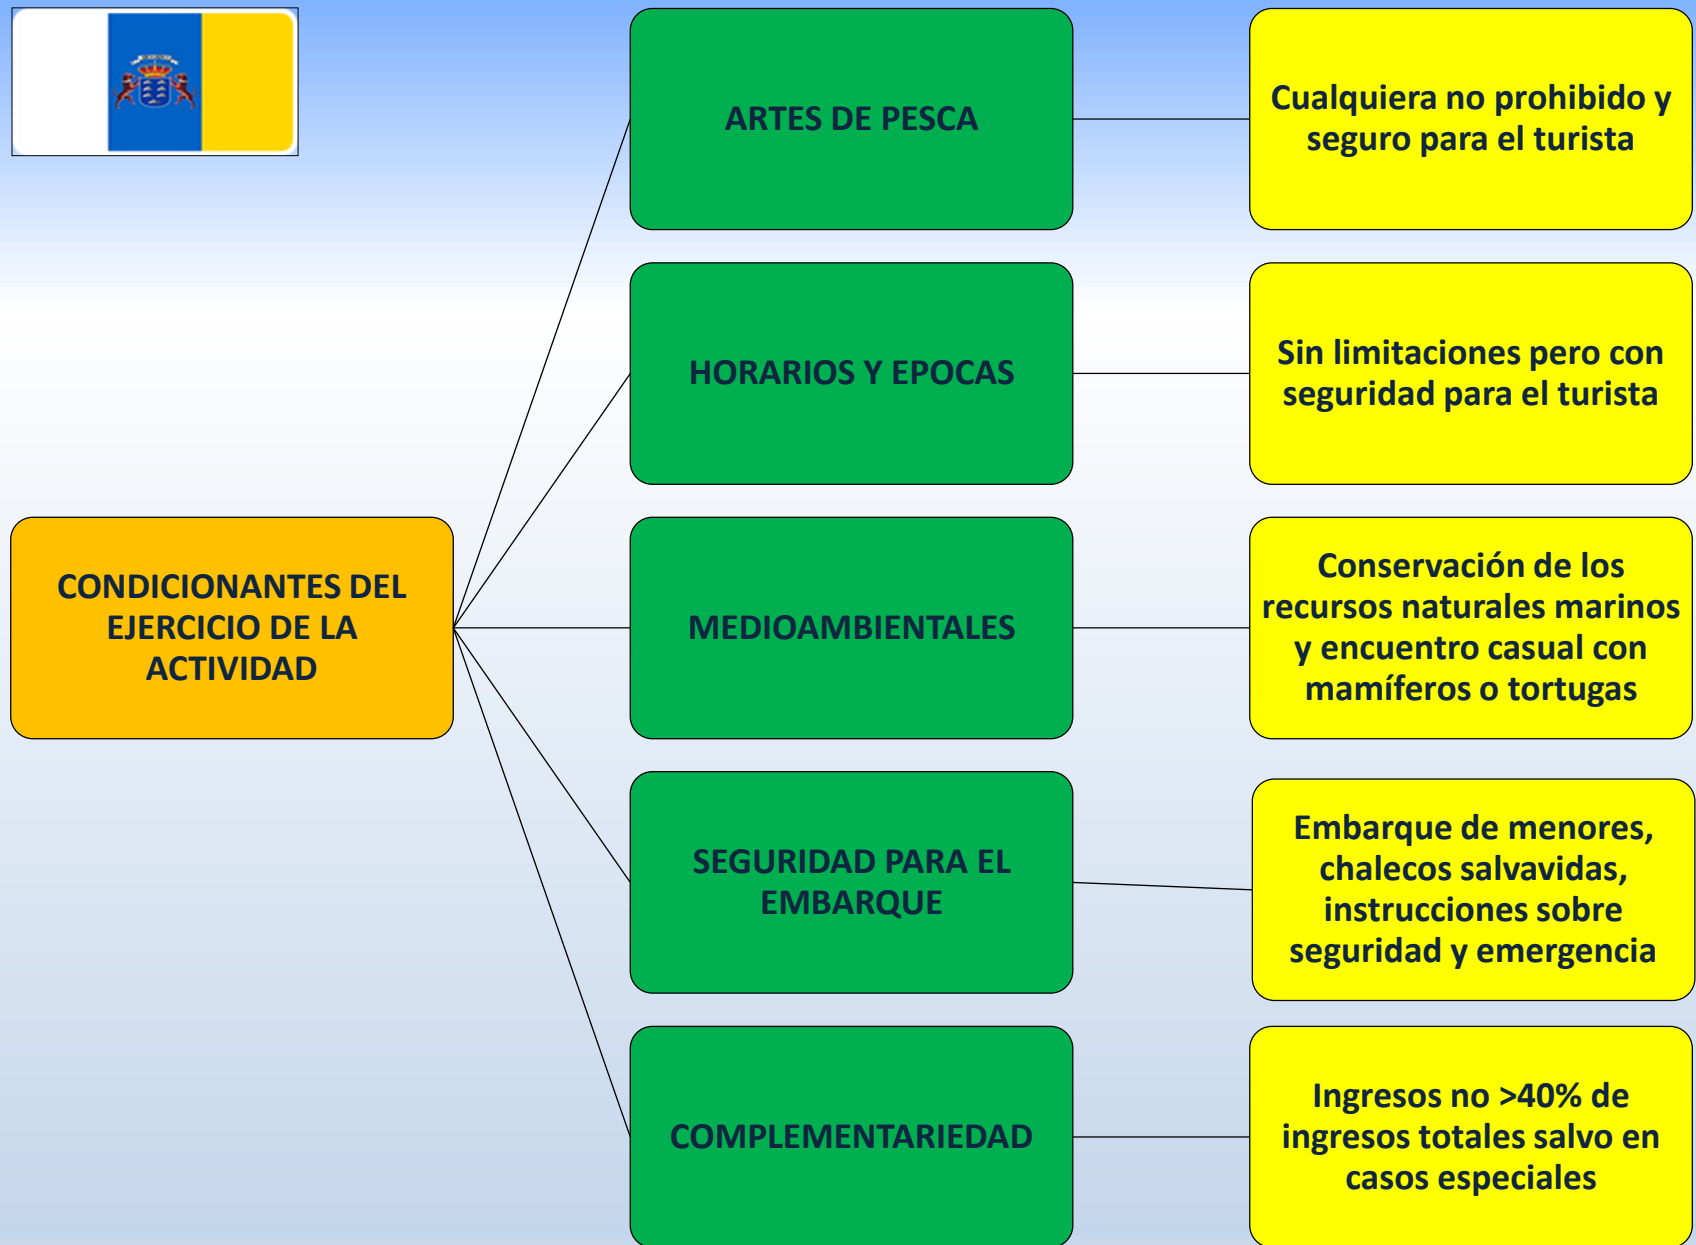 ARTES DE PESCA
Cualquiera no prohibido y
seguro para el turista
HORARIOS Y EPOCAS
Sin limitaciones pero con
seguridad para el turista
CONDICIONANTES DEL
EJERCICIO DE LA
ACTIVIDAD
MEDIOAMBIENTALES
Conservación de los
recursos naturales marinos
y encuentro casual con
mamíferos o tortugas
SEGURIDAD PARA EL
EMBARQUE
Embarque de menores,
chalecos salvavidas,
instrucciones sobre
seguridad y emergencia
COMPLEMENTARIEDAD
Ingresos no >40% de
ingresos totales salvo en
casos especiales